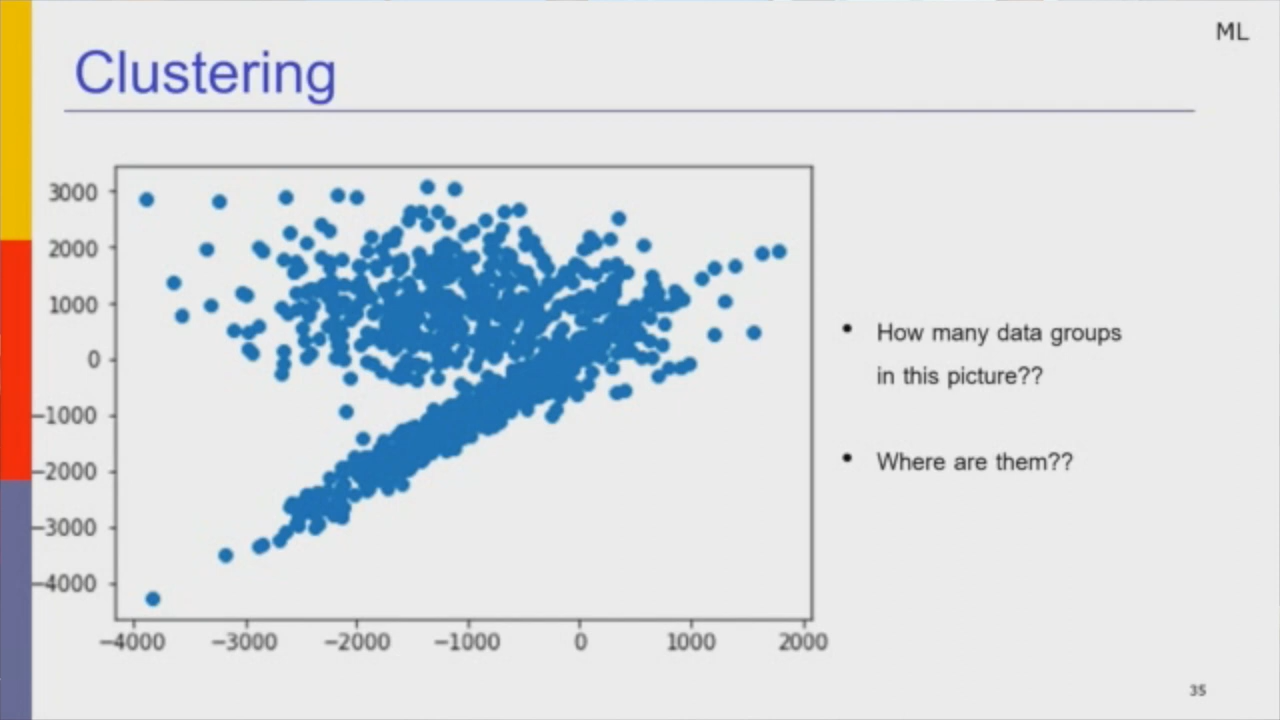 ML
Clustering
3000
2000
1000
0
−1000
−2000
−3000
−4000
−4000 −3000 −2000 −1000 0 1000 2000
• How many data groups
in this picture??
• Where are them??
35